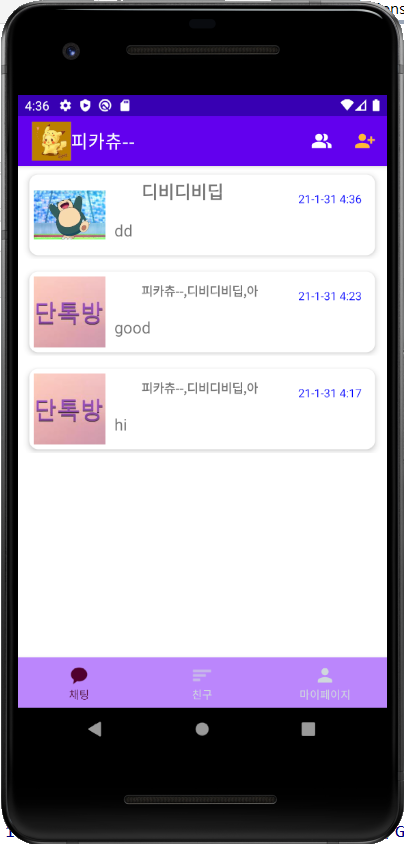 ons
4:36
피카츄--
디비디비딥
21-1-31 4:36
dd
단톡방
피카츄--,디비디비딥,아
21-1-31 4:23
good
단톡방
피카츄--,디비디비딥,아
21-1-31 4:17
hi
채팅
친구
마이페이지
1
G